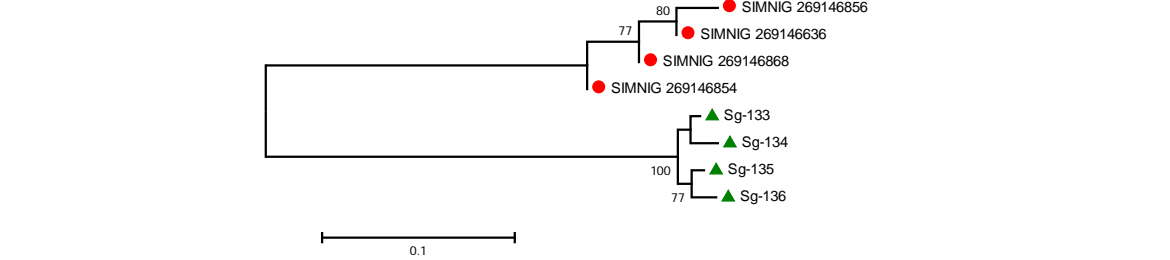 80
SIMNIG 269146856
SIMNIG 269146636
77
SIMNIG 269146868
SIMNIG 269146854
Sg-133
Sg-134
100
Sg-135
77
Sg-136
0.1